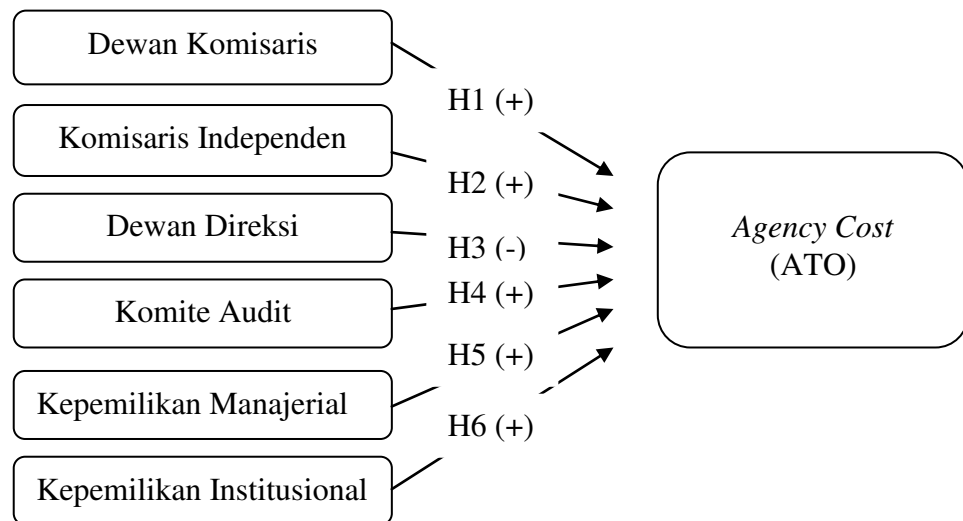 Dewan Komisaris
H1 (+)
Komisaris Independen
H2 (+)
Dewan Direksi
H3 (-)
Komite Audit
H4 (+)
Kepemilikan Manajerial
H5 (+)
Kepemilikan Institusional
H6 (+)
Agency Cost
(ATO)